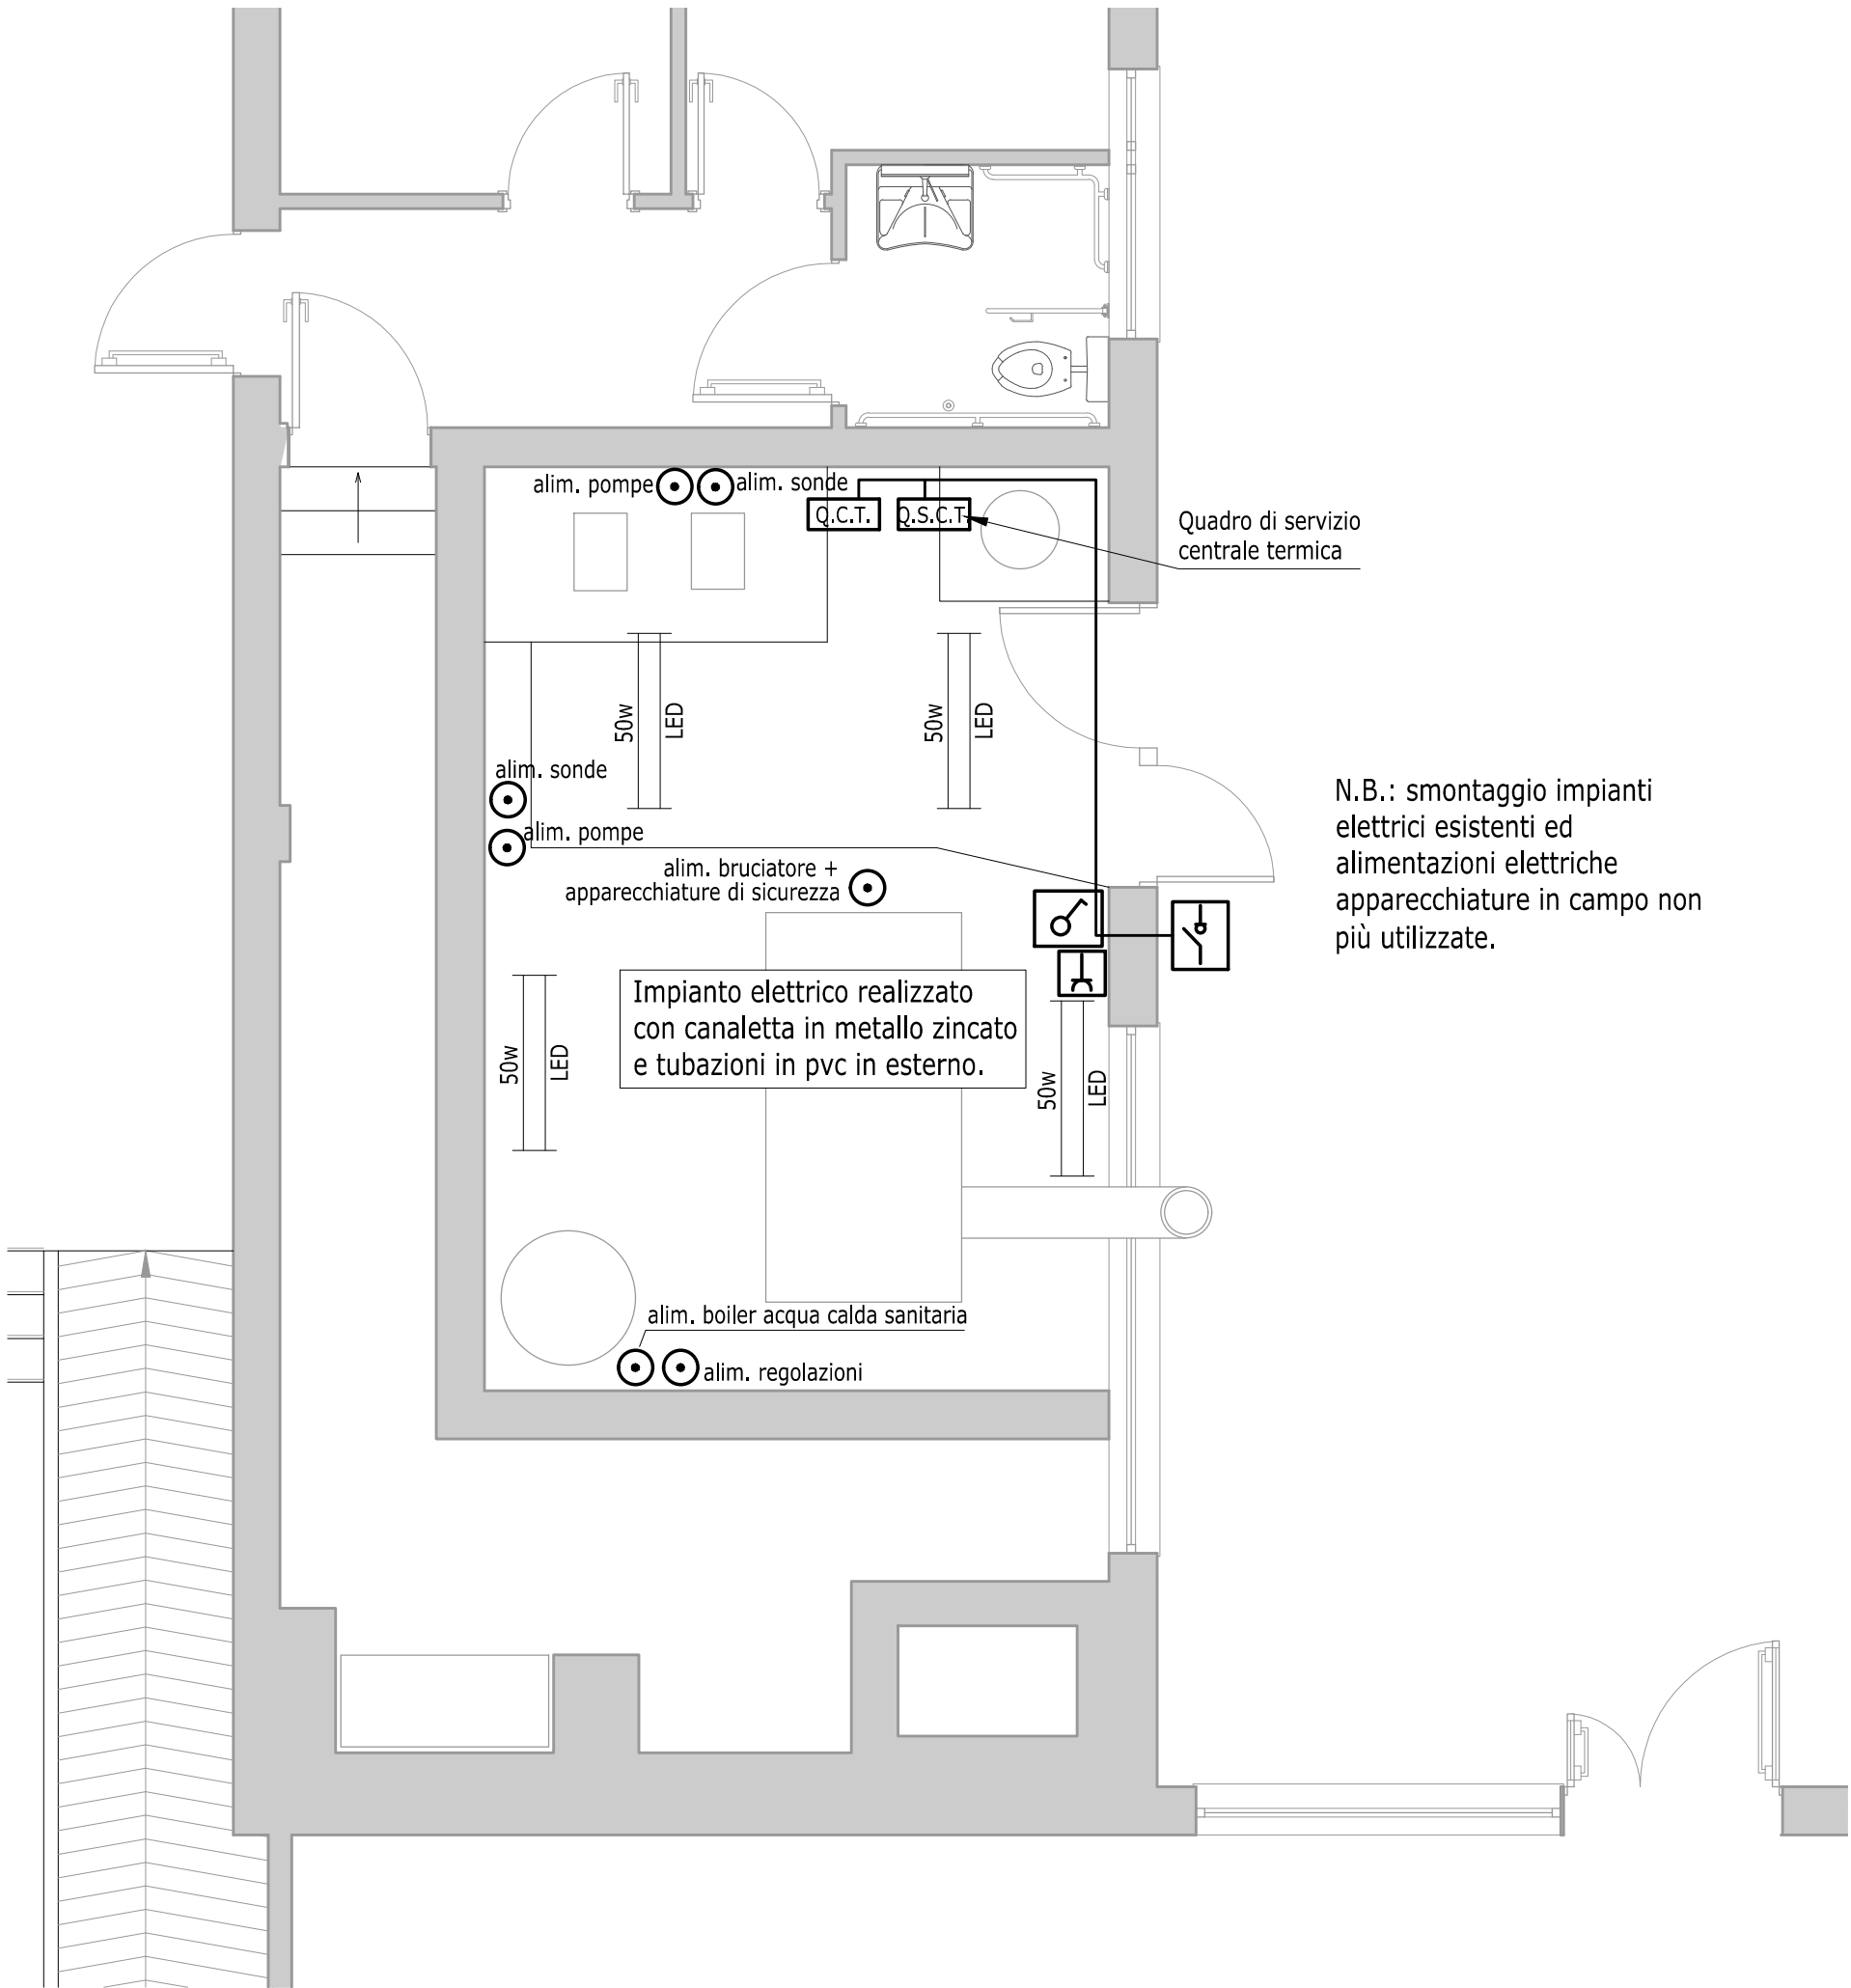 alim. pompe
alim. sonde
Q.C.T.
Q.S.C.T.
Quadro di servizio
centrale termica
50w
LED
50w
LED
alim. sonde
alim. pompe
N.B.: smontaggio impianti
elettrici esistenti ed
alimentazioni elettriche
apparecchiature in campo non
più utilizzate.
alim. bruciatore +
apparecchiature di sicurezza
Impianto elettrico realizzato
con canaletta in metallo zincato
e tubazioni in pvc in esterno.
50w
LED
50w
LED
alim. boiler acqua calda sanitaria
alim. regolazioni